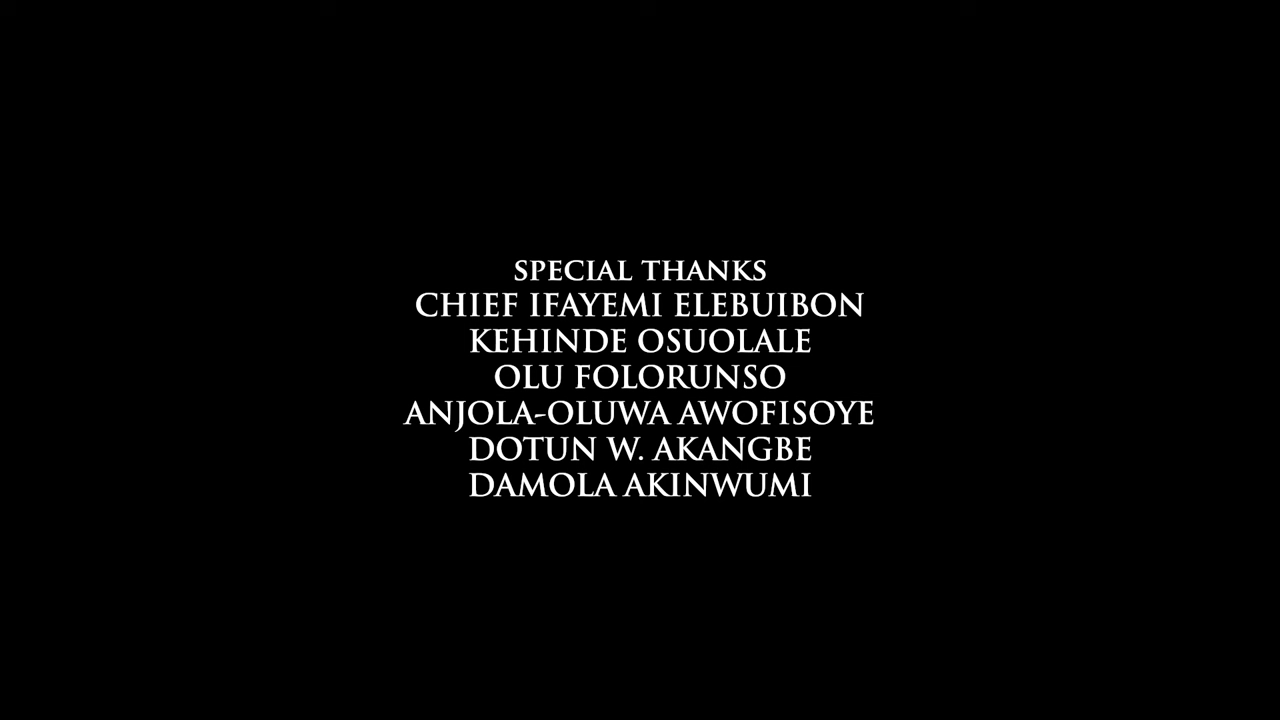 SPECIAL THANKS
CHIEF IFAYEMI ELEBUIBON
KEHINDE OSUOLALE
OLU FOLORUNSO
ANJOLA-OLUWA AWOFISOYE
DOTUN W. AKANGBE
DAMOLA AKINWUMI